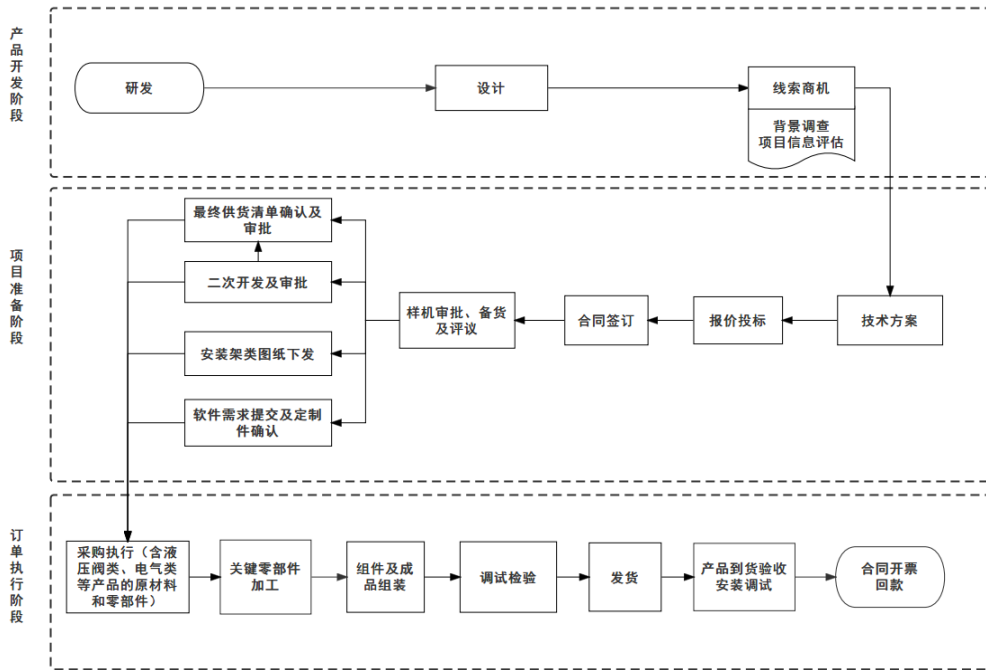 产
品
开
发
阶
段
研发
设计
线索商机
背景调查
项目信息评估
项
目
准
备
阶
段
最终供货清单确认及
审批
二次开发及审批
安装架类图纸下发
软件需求提交及定制
件确认
样机审批、备货
及评议
合同签订
报价投标
技术方案
订
单
执
行
阶
段
采购执行（含液
压阀类、电气类
等产品的原材料
和零部件）
关键零部件
加工
组件及成
品组装
调试检验
发货
产品到货验收
安装调试
合同开票
回款